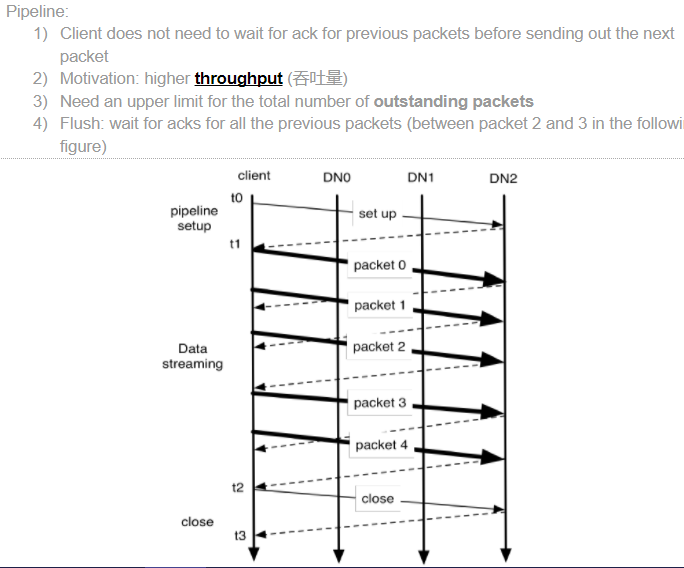 Pipeline:
1) Client does not need to wait for ack for previous packets before sending out the next
packet
2) Motivation: higher throughput (吞吐量)
3) Need an upper limit for the total number of outstanding packets
4) Flush: wait for acks for all the previous packets (between packet 2 and 3 in the followi
figure)
client DN0 DN1 DN2
t0
pipeline
setup
set up
t1
packet 0
packet 1
packet 2
Data
streaming
packet 3
packet 4
t2
close
close
t3